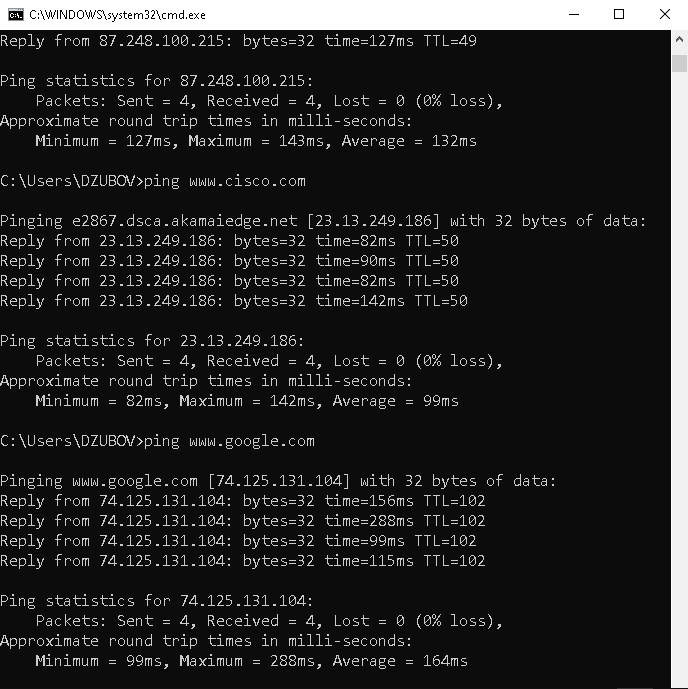 C:\WINDOWS\system32\cmd.exe
Reply from 87.248.100.215: bytes=32 time=127ms TTL=49
Ping statistics for 87.248.100.215:
Packets: Sent = 4, Received = 4, Lost = 0 (0% loss),
Approximate round trip times in milli-seconds:
Minimum = 127ms, Maximum = 143ms, Average = 132ms
C:\Users\DZUBOV>ping www.cisco.com
Pinging e2867.dsca.akamaiedge.net [23.13.249.186] with 32 bytes of data:
Reply from 23.13.249.186: bytes=32 time=82ms TTL=50
Reply from 23.13.249.186: bytes=32 time=90ms TTL=50
Reply from 23.13.249.186: bytes=32 time=82ms TTL=50
Reply from 23.13.249.186: bytes=32 time=142ms TTL=50
Ping statistics for 23.13.249.186:
Packets: Sent = 4, Received = 4, Lost = 0 (0% loss),
Approximate round trip times in milli-seconds:
Minimum = 82ms, Maximum = 142ms, Average = 99ms
C:\Users\DZUBOV>ping www.google.com
Pinging www.google.com [74.125.131.104] with 32 bytes of data:
Reply from 74.125.131.104: bytes=32 time=156ms TTL=102
Reply from 74.125.131.104: bytes=32 time=288ms TTL=102
Reply from 74.125.131.104: bytes=32 time=99ms TTL=102
Reply from 74.125.131.104: bytes=32 time=115ms TTL=102
Ping statistics for 74.125.131.104:
Packets: Sent = 4, Received = 4, Lost = 0 (0% loss),
Approximate round trip times in milli-seconds:
Minimum = 99ms, Maximum = 288ms, Average = 164ms